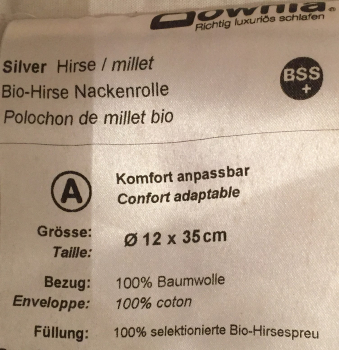 Downia®
Richtig luxuriös schlafen
Silver Hirse / millet
Bio-Hirse Nackenrolle
Polochon de millet bio
BSS
+
A
Komfort anpassbar
Confort adaptable
Grösse:
Taille:
Ø 12 x 35 cm
Bezug: 100% Baumwolle
Enveloppe: 100% coton
Füllung: 100% selektionierte Bio-Hirsespreu